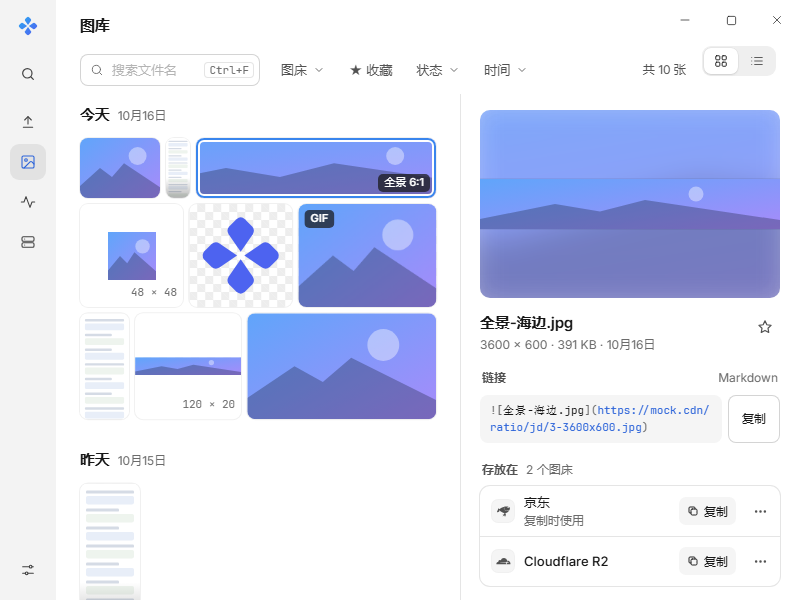 图库
搜索文件名 Ctrl+F
图床 ★ 收藏 状态 时间 共 10 张
今天 10月16日
全景 6:1
48 × 48
GIF
120 × 20
昨天 10月15日
全景-海边.jpg
3600 × 600 · 391 KB · 10月16日
链接 Markdown
![全景-海边.jpg](https://mock.cdn/
ratio/jd/3-3600x600.jpg)
复制
存放在 2 个图床
京东
复制时使用
复制
Cloudflare R2
复制